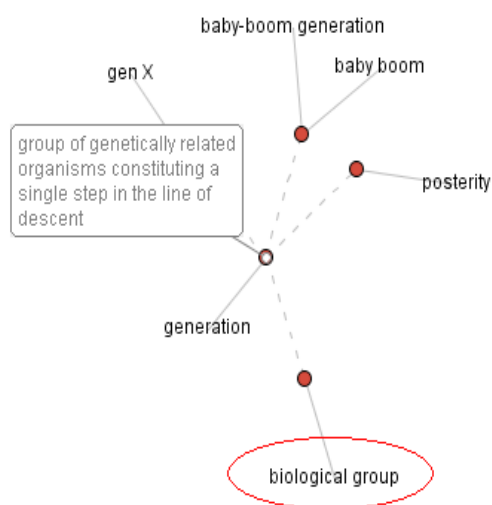 baby-boom generation
baby boom
gen X
group of genetically related
organisms constituting a
single step in the line of
descent
posterity
generation
biological group